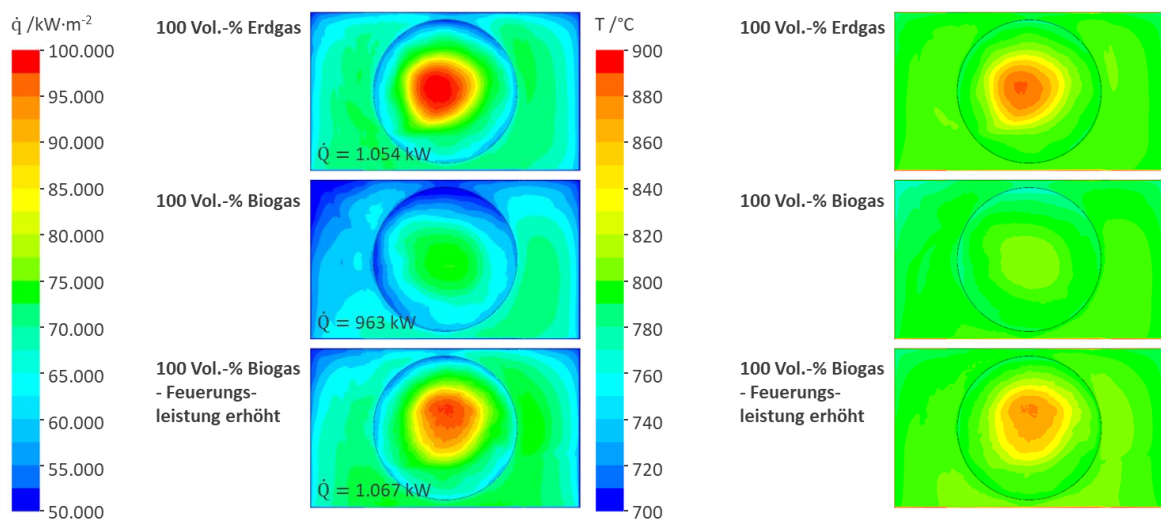 q̇ /kW·m⁻²
100.000
95.000
90.000
85.000
80.000
75.000
70.000
65.000
60.000
55.000
50.000
100 Vol.-% Erdgas
Q̇ = 1.054 kW
100 Vol.-% Biogas
Q̇ = 963 kW
100 Vol.-% Biogas
- Feuerungs-
leistung erhöht
Q̇ = 1.067 kW
T /°C
900
880
860
840
820
800
780
760
740
720
700
100 Vol.-% Erdgas
100 Vol.-% Biogas
100 Vol.-% Biogas
- Feuerungs-
leistung erhöht